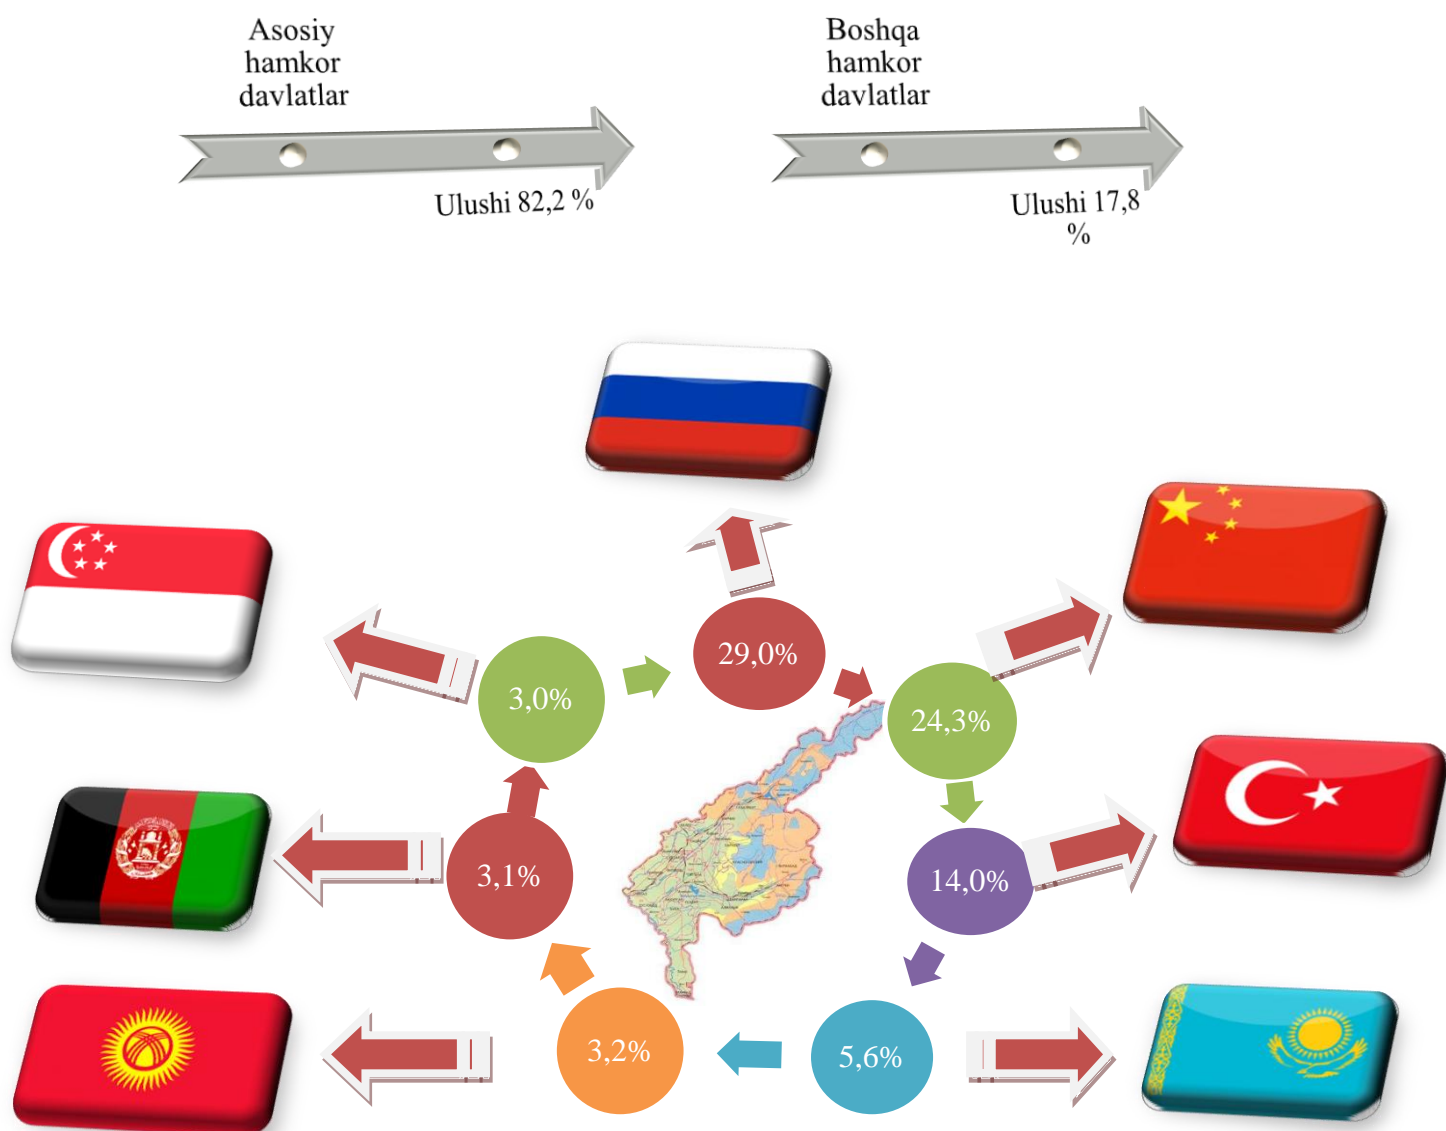 Asosiy
hamkor
davlatlar
Ulushi 82,2 %
Boshqa
hamkor
davlatlar
Ulushi 17,8
%
29,0%
24,3%
14,0%
5,6%
3,2%
3,1%
3,0%